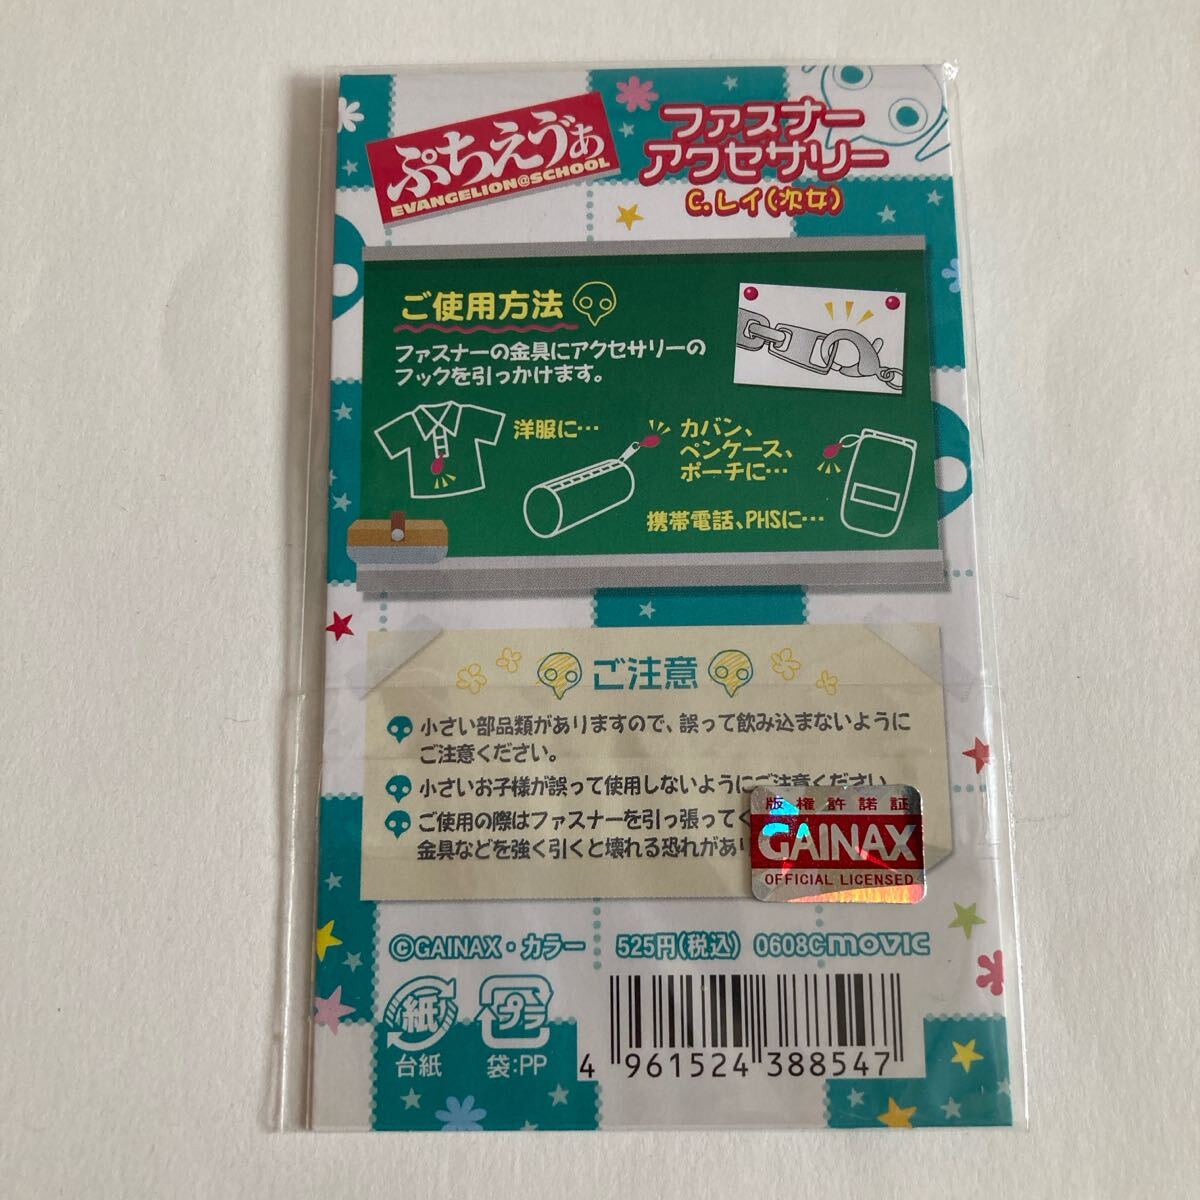 ぷちえゔぁ
EVANGELION@SCHOOL
ファスナー
アクセサリー
C.レイ(次女)
ご使用方法
ファスナーの金具にアクセサリーの
フックを引っかけます。
洋服に…
カバン、
ペンケース、
ポーチに…
携帯電話、PHSに…
ご注意
小さい部品類がありますので、誤って飲み込まないように
ご注意ください。
小さいお子様が誤って使用しないようにご注意ください
ご使用の際はファスナーを引っ張ってく
金具などを強く引くと壊れる恐れがあり
版権許諾証
GAINAX
OFFICIAL LICENSED
©GAINAX・カラー 525円(税込) 0608C movic
紙
台紙
プラ
袋:PP
4 961524 388547